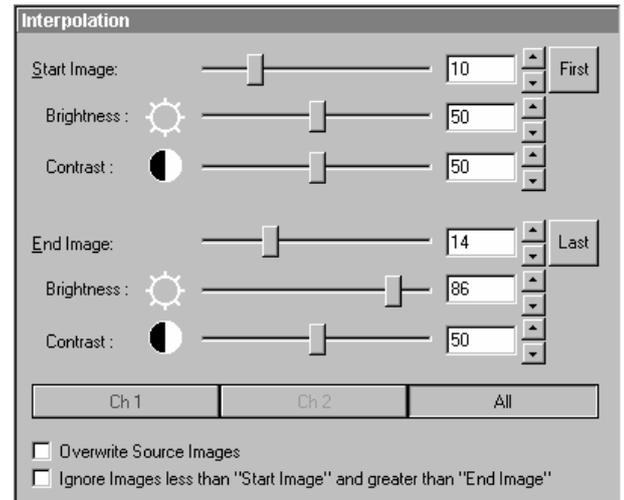 Interpolation
Start Image: 10 First
Brightness : 50
Contrast : 50
End Image: 14 Last
Brightness : 86
Contrast : 50
Ch 1 Ch 2 All
Overwrite Source Images
Ignore Images less than "Start Image" and greater than "End Image"